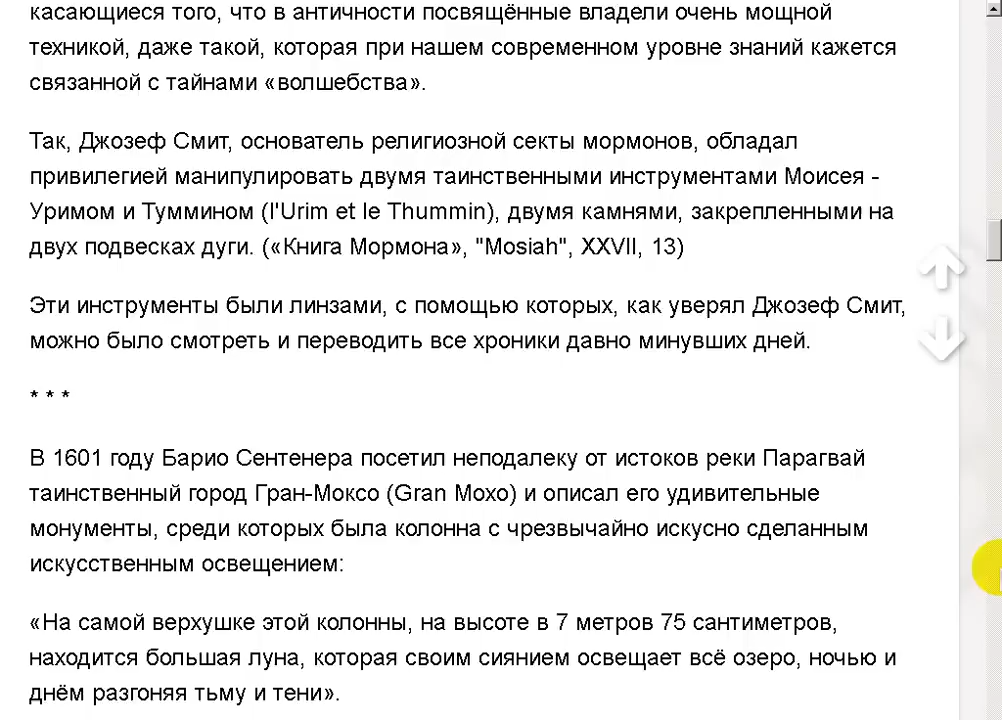 касающиеся того, что в античности посвящённые владели очень мощной
техникой, даже такой, которая при нашем современном уровне знаний кажется
связанной с тайнами «волшебства».
Так, Джозеф Смит, основатель религиозной секты мормонов, обладал
привилегией манипулировать двумя таинственными инструментами Моисея -
Уримом и Туммином (l'Urim et le Thummin), двумя камнями, закрепленными на
двух подвесках дуги. («Книга Мормона», "Mosiah", XXVII, 13)
Эти инструменты были линзами, с помощью которых, как уверял Джозеф Смит,
можно было смотреть и переводить все хроники давно минувших дней.
* * *
В 1601 году Барио Сентенера посетил неподалеку от истоков реки Парагвай
таинственный город Гран-Моксо (Gran Moxo) и описал его удивительные
монументы, среди которых была колонна с чрезвычайно искусно сделанным
искусственным освещением:
«На самой верхушке этой колонны, на высоте в 7 метров 75 сантиметров,
находится большая луна, которая своим сиянием освещает всё озеро, ночью и
днём разгоняя тьму и тени».